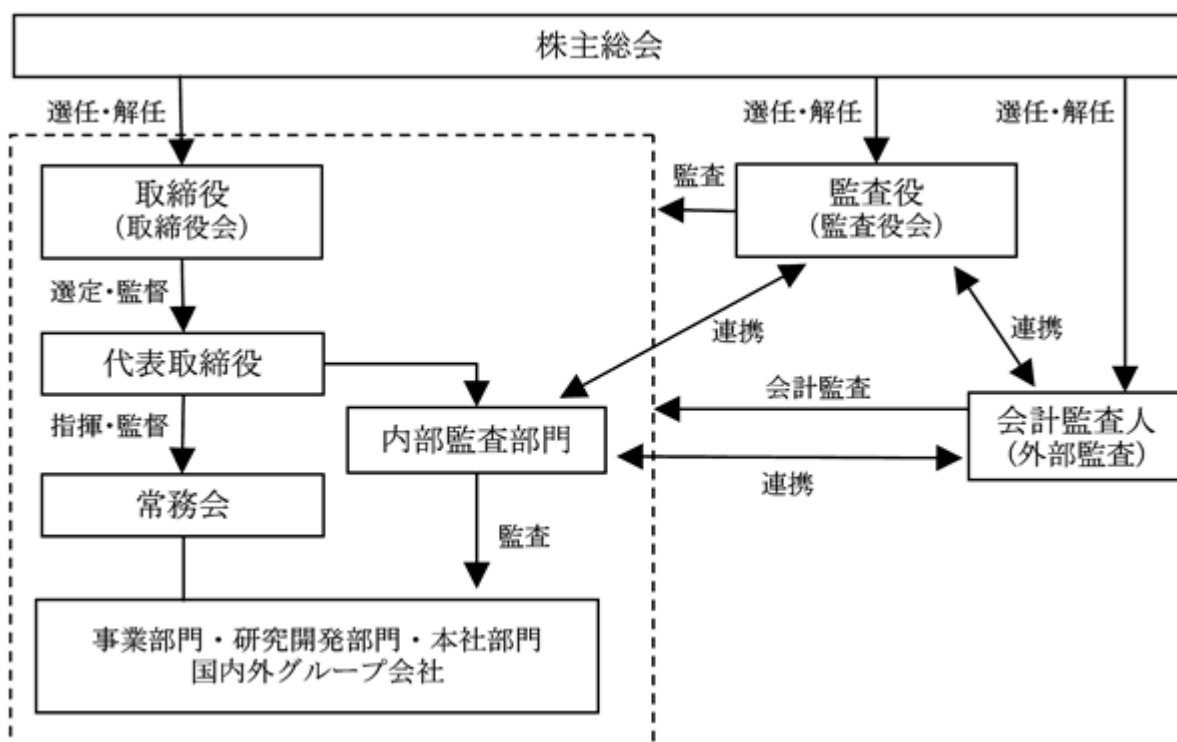 株主総会
選任・解任
選任・解任
選任・解任
取締役
(取締役会)
監査
監査役
(監査役会)
選定・監督
連携
連携
代表取締役
会計監査
指揮・監督
内部監査部門
会計監査人
(外部監査)
連携
常務会
監査
事業部門・研究開発部門・本社部門
国内外グループ会社